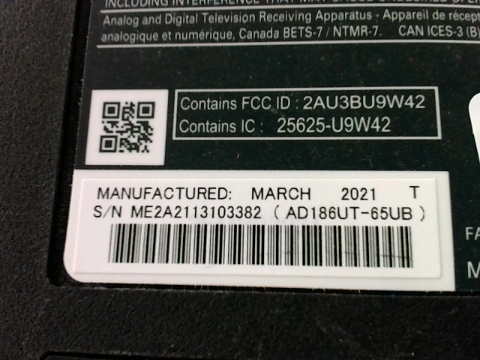 Analog and Digital Television Receiving Apparatus - Appareil de
analogique et numérique, Canada BETS-7 / NTMR-7. CAN ICES-3 (B)
Contains FCC ID : 2AU3BU9W42
Contains IC : 25625-U9W42
MANUFACTURED: MARCH 2021 T
S/N ME2A2113103382 ( AD186UT-65UB )